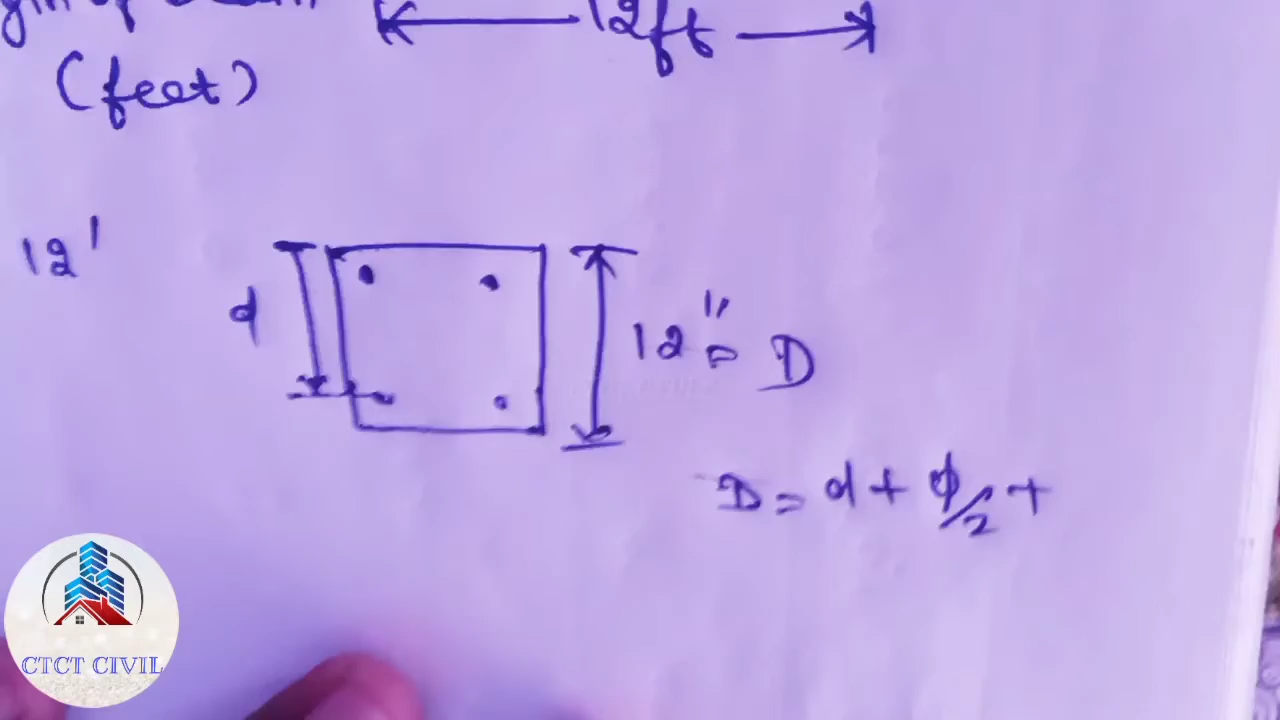 12ft
(feet)
12'
d
12" = D
D = d + φ/2 +
CTCT CIVIL